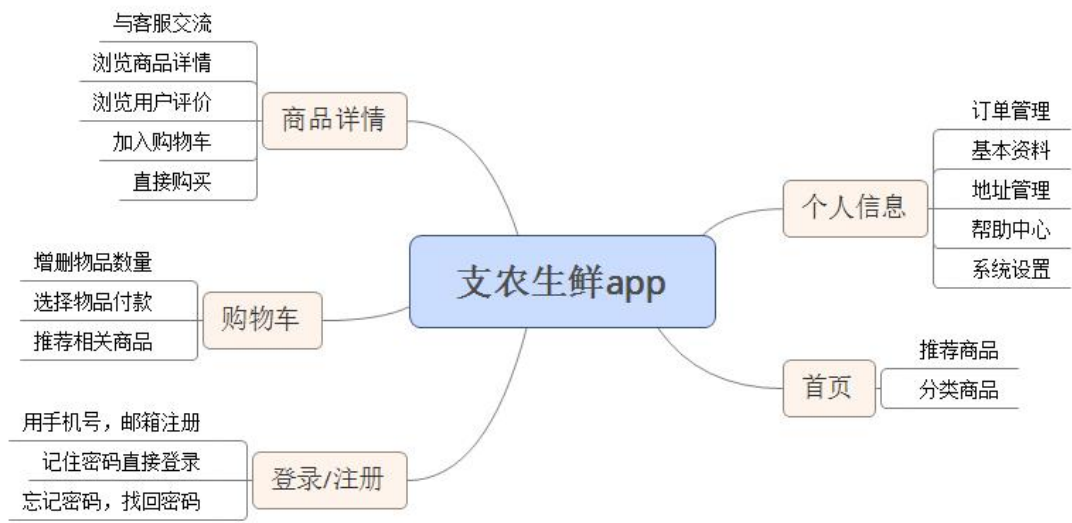 与客服交流
浏览商品详情
浏览用户评价
加入购物车
直接购买
商品详情
增删物品数量
选择物品付款
推荐相关商品
购物车
用手机号，邮箱注册
记住密码直接登录
忘记密码，找回密码
登录/注册
支农生鲜app
个人信息
订单管理
基本资料
地址管理
帮助中心
系统设置
首页
推荐商品
分类商品